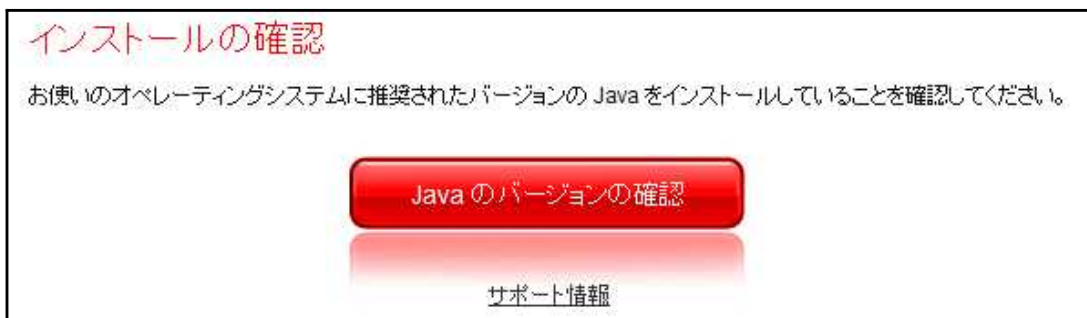 インストールの確認
お使いのオペレーティングシステムに推奨されたバージョンの Java をインストールしていることを確認してください。
Java のバージョンの確認
サポート情報